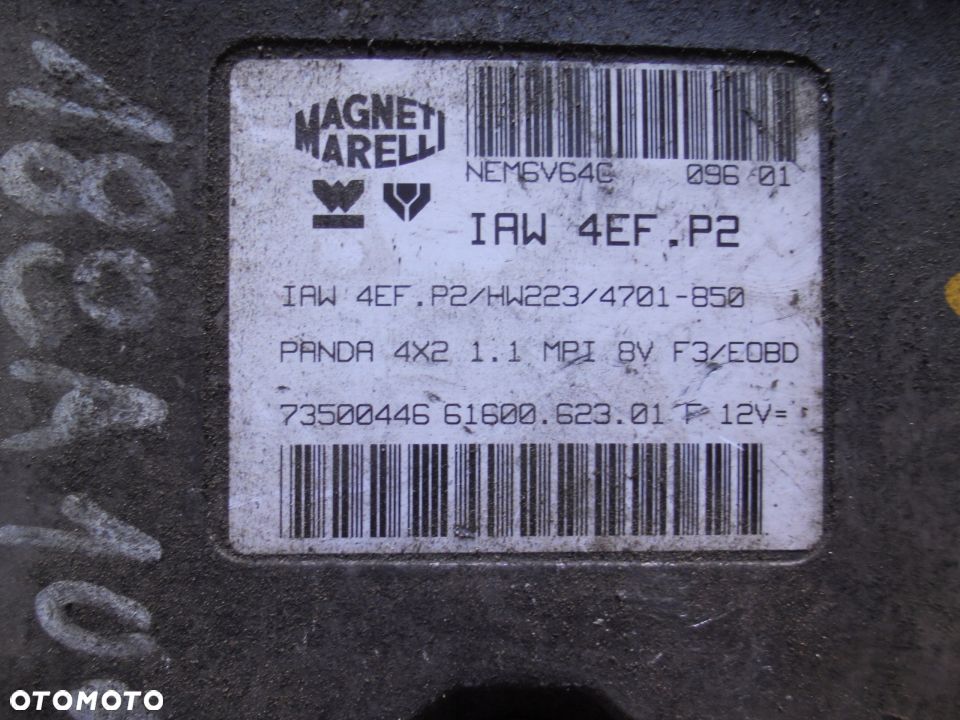 MAGNETI
MARELLI
NEM6V64C 096 01
IAW 4EF.P2
IAW 4EF.P2/HW223/4701-850
PANDA 4X2 1.1 MPI 8V F3/EOBD
73500446 61600.623.01 T 12V=
OTOMOTO